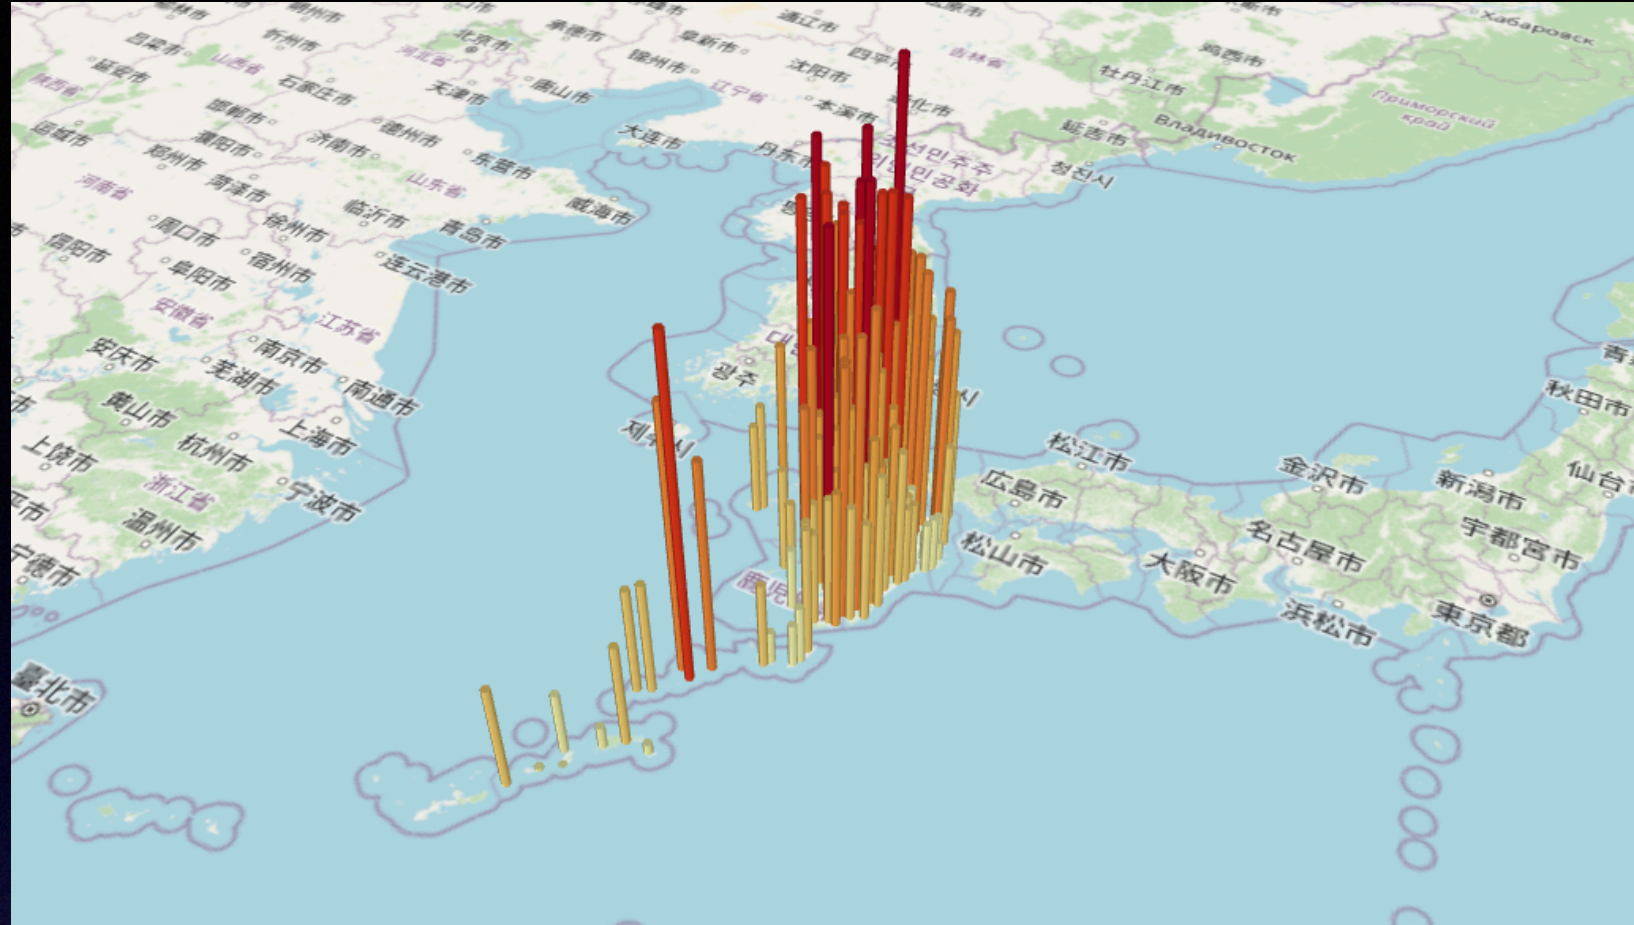 通辽市
Хабаровск
忻州市
北京市
承德市
阜新市
四平市
吉林省
鸡西市
吕梁市
山西省
河北省
锦州市
沈阳市
牡丹江市
延安市
陕西省
石家庄市
天津市
唐山市
辽宁省
本溪市
Приморский
край
邯郸市
德州市
大连市
丹东市
延吉市
Владивосток
运城市
濮阳市
济南市
东营市
청진시
郑州市
河南省
菏泽市
山东省
临沂市
威海市
周口市
徐州市
青岛市
信阳市
阜阳市
宿州市
连云港市
安徽省
江苏省
安庆市
南京市
芜湖市
南通市
광주
黄山市
上海市
秋田市
上饶市
杭州市
松江市
金沢市
新潟市
浙江省
宁波市
広島市
温州市
名古屋市
宇都宮市
宁德市
松山市
大阪市
浜松市
東京都
臺北市